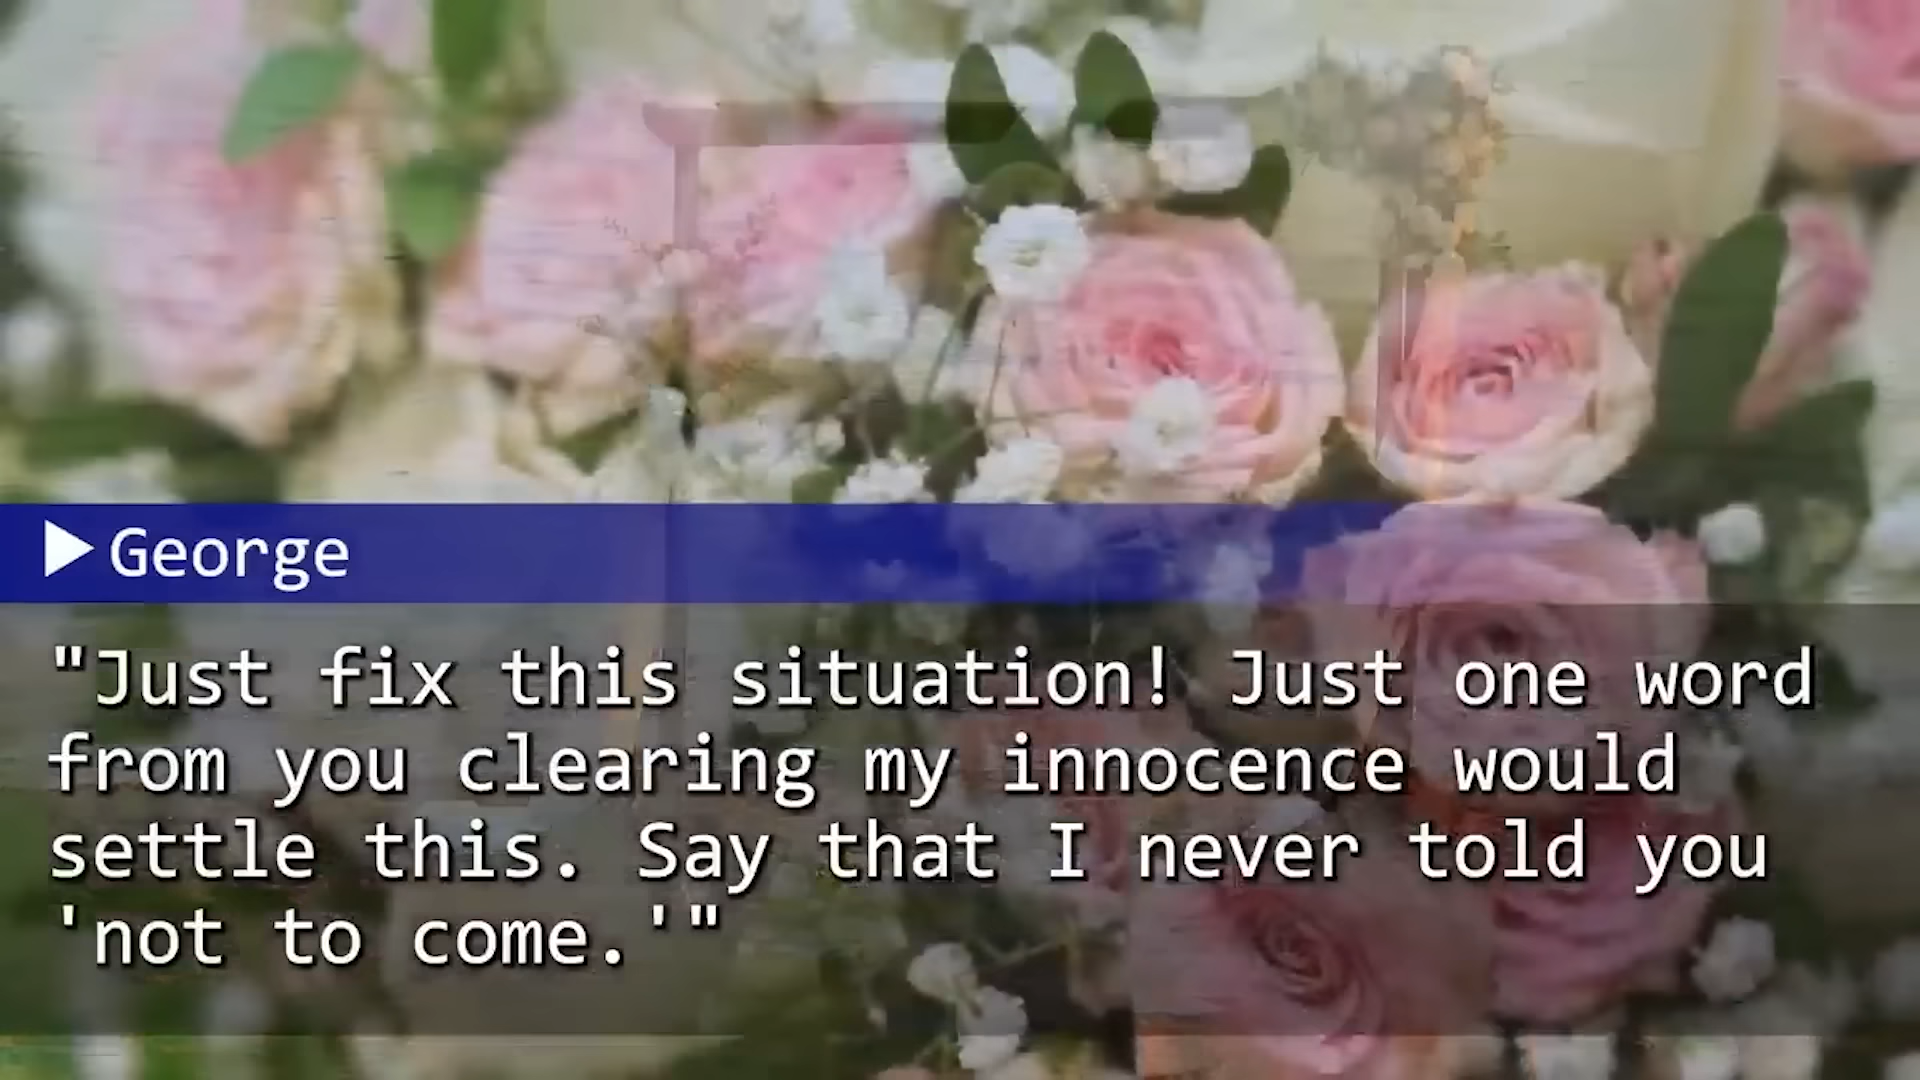 ▶George
"Just fix this situation! Just one word
from you clearing my innocence would
settle this. Say that I never told you
'not to come.'"